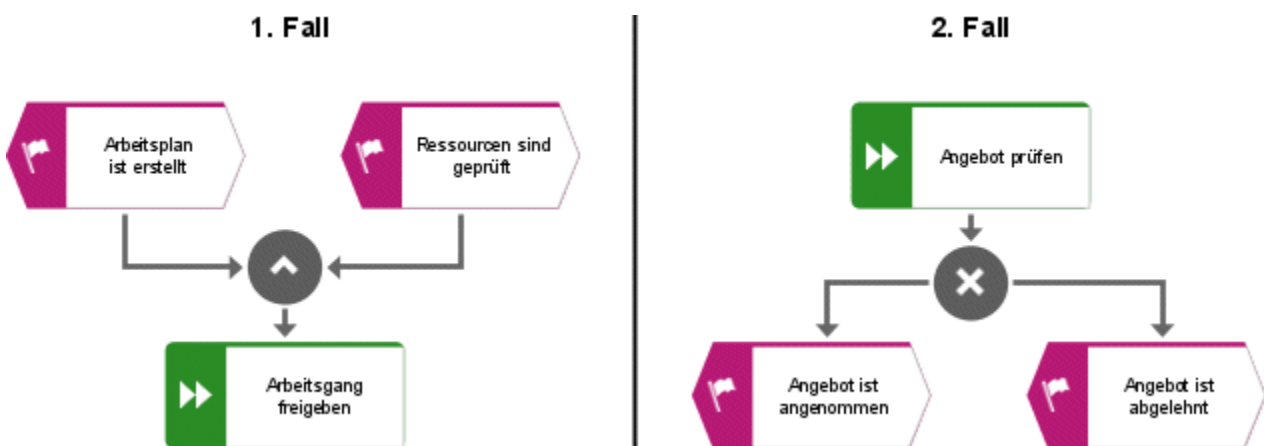 1. Fall
Arbeitsplan
ist erstellt
Ressourcen sind
geprüft
Arbeitsgang
freigeben
2. Fall
Angebot prüfen
Angebot ist
angenommen
Angebot ist
abgelehnt